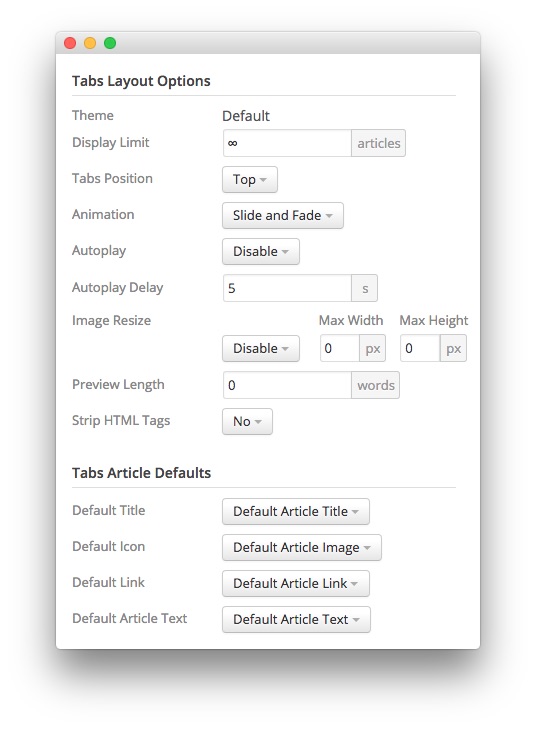 Tabs Layout Options
Theme Default
Display Limit ∞ articles
Tabs Position Top
Animation Slide and Fade
Autoplay Disable
Autoplay Delay 5 s
Image Resize Max Width Max Height
Disable 0 px 0 px
Preview Length 0 words
Strip HTML Tags No
Tabs Article Defaults
Default Title Default Article Title
Default Icon Default Article Image
Default Link Default Article Link
Default Article Text Default Article Text